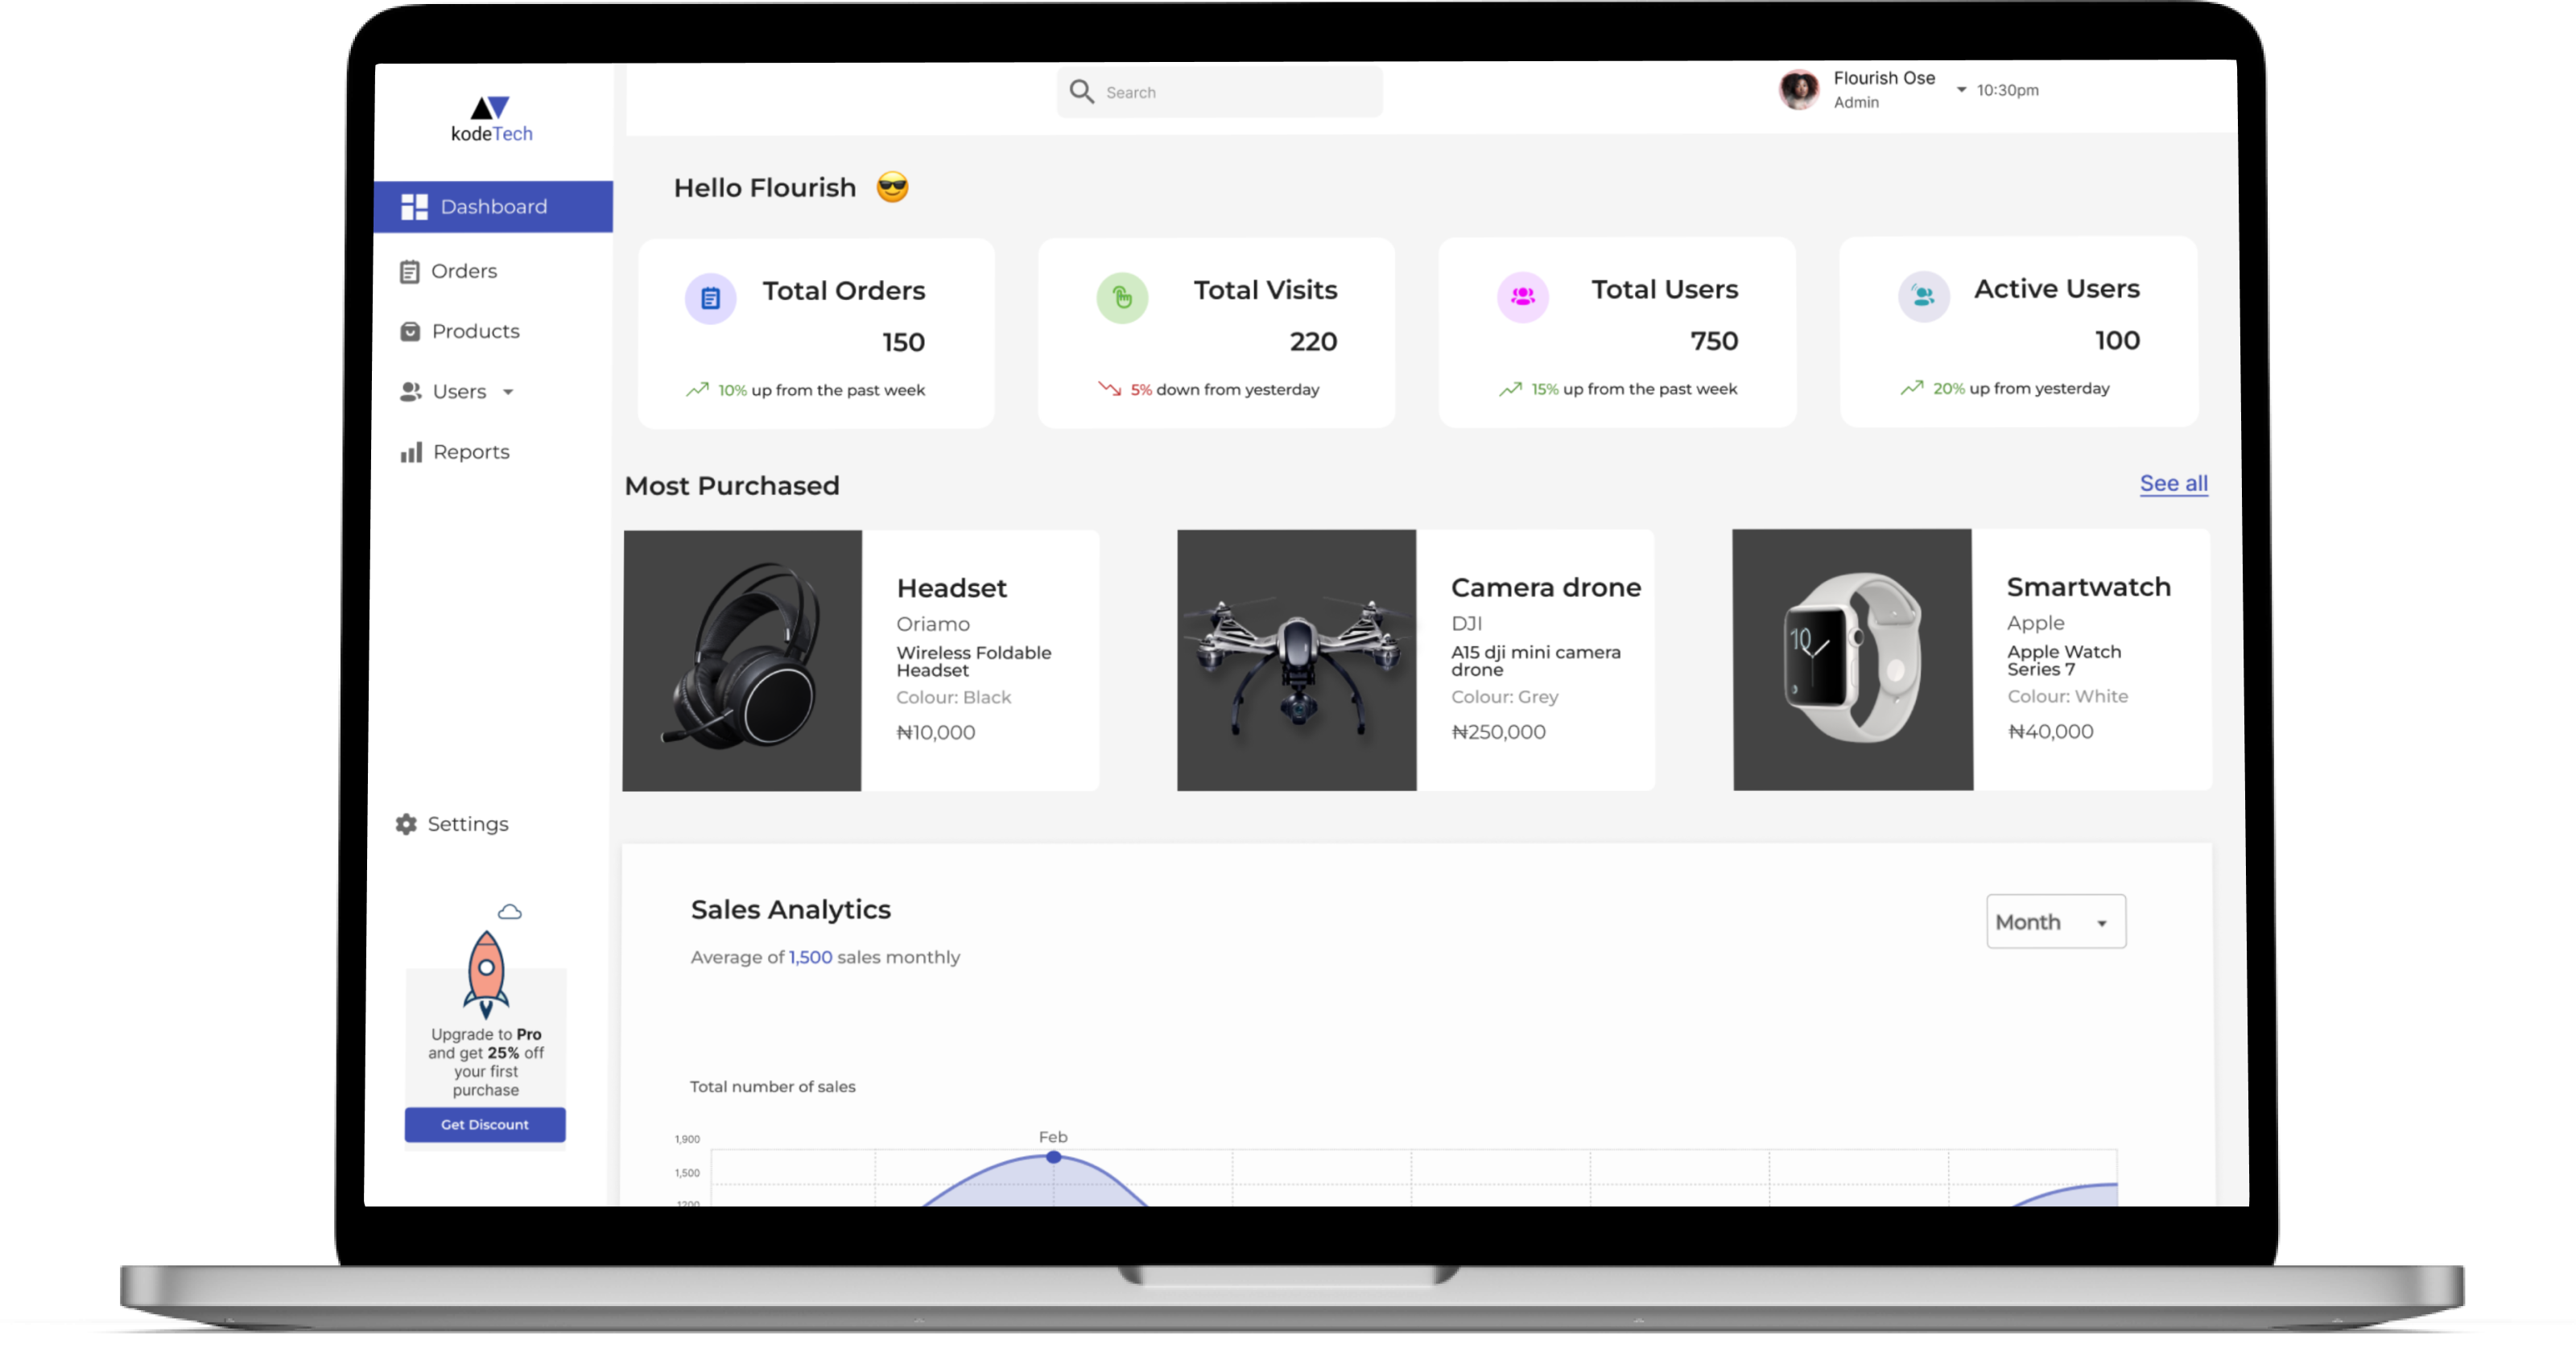 kodeTech
Search
Flourish Ose
Admin
10:30pm
Dashboard
Orders
Products
Users
Reports
Settings
Upgrade to Pro
and get 25% off
your first
purchase
Get Discount
Hello Flourish 😎
Total Orders
150
10% up from the past week
Total Visits
220
5% down from yesterday
Total Users
750
15% up from the past week
Active Users
100
20% up from yesterday
Most Purchased
See all
Headset
Oriamo
Wireless Foldable
Headset
Colour: Black
₦10,000
Camera drone
DJI
A15 dji mini camera
drone
Colour: Grey
₦250,000
10
Smartwatch
Apple
Apple Watch
Series 7
Colour: White
₦40,000
Sales Analytics
Average of 1,500 sales monthly
Month
Total number of sales
Feb
1,900
1,500
1200